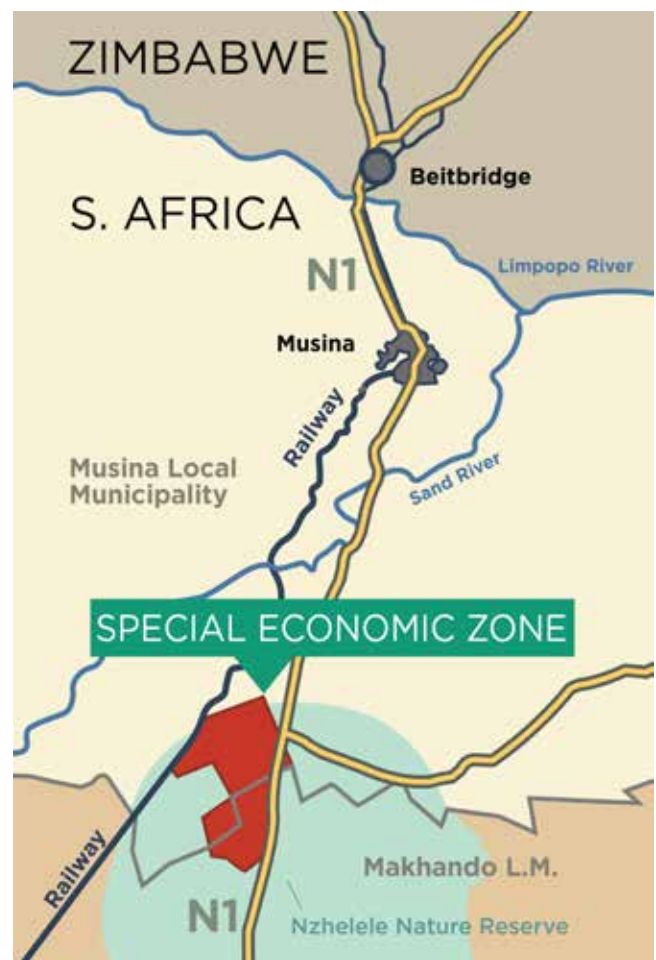 ZIMBABWE
Beitbridge
S. AFRICA
N1
Limpopo River
Musina
Railway
Musina Local
Municipality
Sand River
SPECIAL ECONOMIC ZONE
Railway
Makhando L.M.
N1
Nzhelele Nature Reserve